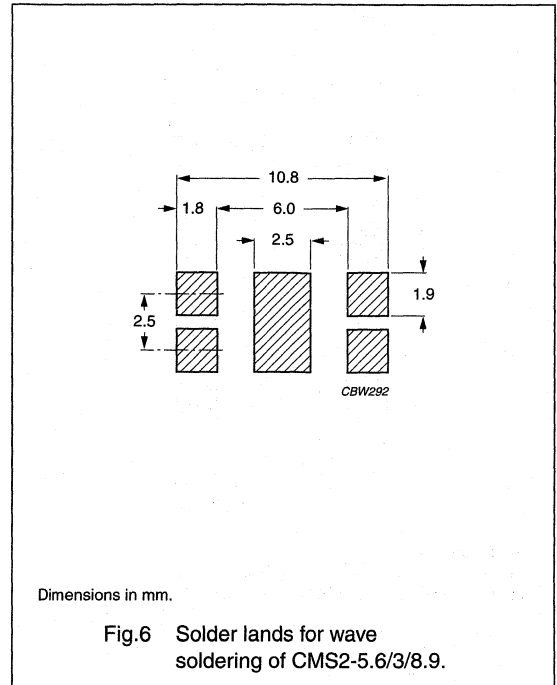 10.8
1.8
6.0
2.5
1.9
2.5
CBW292
Dimensions in mm.
Fig.6 Solder lands for wave
soldering of CMS2-5.6/3/8.9.